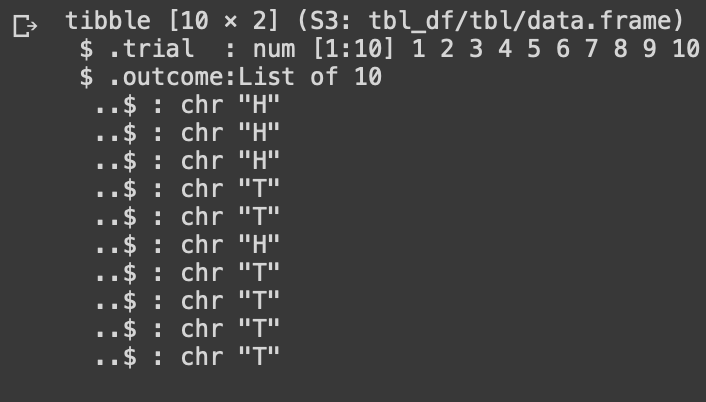 tibble [10 × 2] (S3: tbl_df/tbl/data.frame)
 $ .trial  : num [1:10] 1 2 3 4 5 6 7 8 9 10
 $ .outcome:List of 10
  ..$ : chr "H"
  ..$ : chr "H"
  ..$ : chr "H"
  ..$ : chr "T"
  ..$ : chr "T"
  ..$ : chr "H"
  ..$ : chr "T"
  ..$ : chr "T"
  ..$ : chr "T"
  ..$ : chr "T"